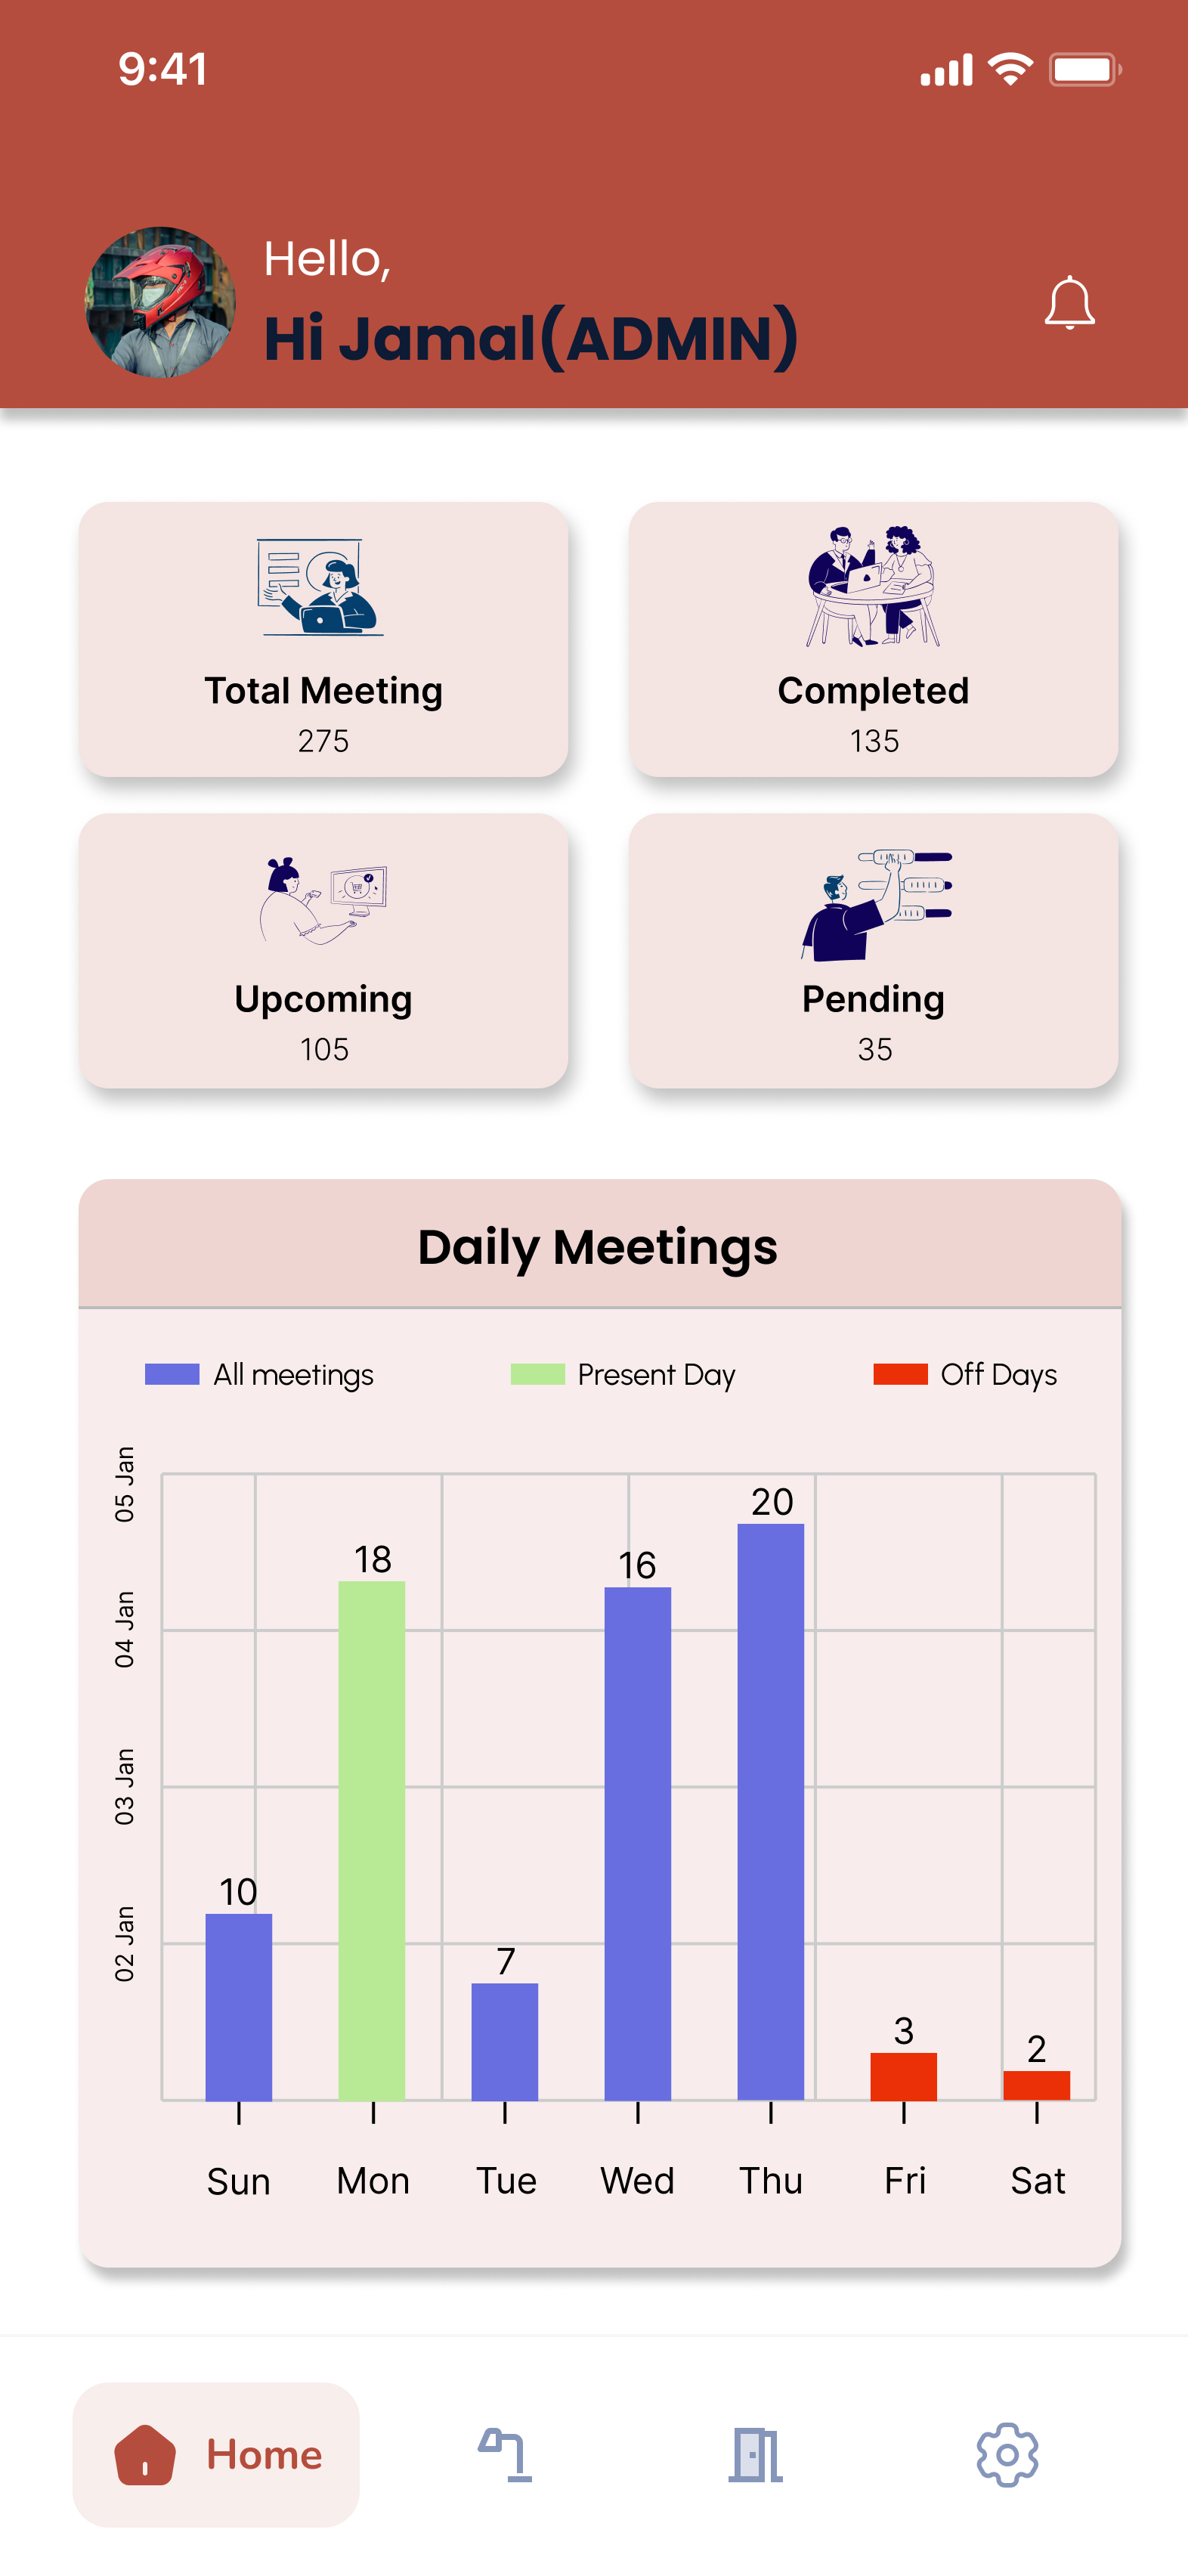 9:41
Hello,
Hi Jamal(ADMIN)
Total Meeting
275
Completed
135
Upcoming
105
Pending
35
Daily Meetings
All meetings
Present Day
Off Days
05 Jan
04 Jan
03 Jan
02 Jan
10
18
7
16
20
3
2
Sun
Mon
Tue
Wed
Thu
Fri
Sat
Home